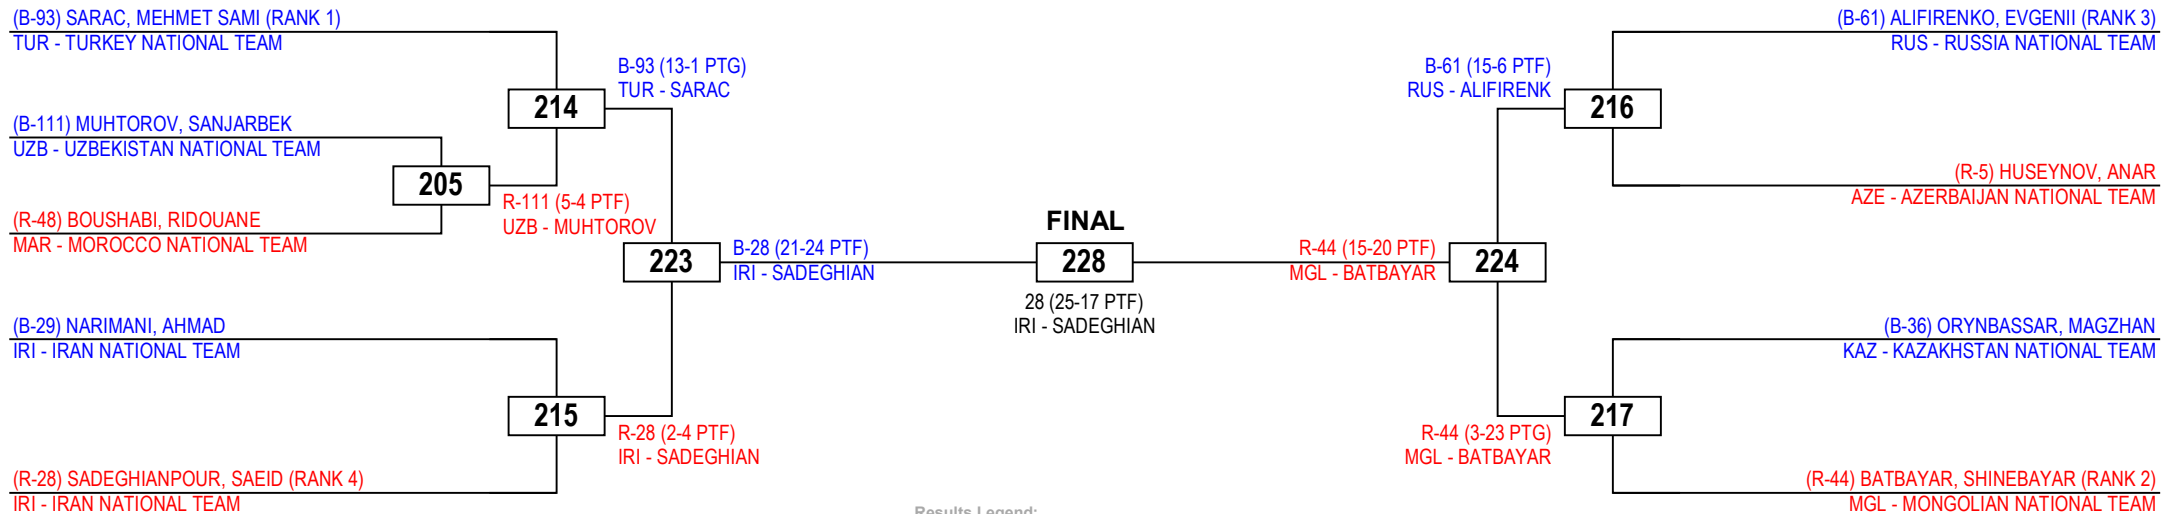 (B-93) SARAC, MEHMET SAMI (RANK 1)
TUR - TURKEY NATIONAL TEAM
B-93 (13-1 PTG)
TUR - SARAC
214
(B-111) MUHTOROV, SANJARBEK
UZB - UZBEKISTAN NATIONAL TEAM
205
R-111 (5-4 PTF)
UZB - MUHTOROV
(R-48) BOUSHABI, RIDOUANE
MAR - MOROCCO NATIONAL TEAM
223
B-28 (21-24 PTF)
IRI - SADEGHIAN
(B-29) NARIMANI, AHMAD
IRI - IRAN NATIONAL TEAM
215
R-28 (2-4 PTF)
IRI - SADEGHIAN
(R-28) SADEGHIANPOUR, SAEID (RANK 4)
IRI - IRAN NATIONAL TEAM
FINAL
228
28 (25-17 PTF)
IRI - SADEGHIAN
(B-61) ALIFIRENKO, EVGENII (RANK 3)
RUS - RUSSIA NATIONAL TEAM
B-61 (15-6 PTF)
RUS - ALIFIRENK
216
(R-5) HUSEYNOV, ANAR
AZE - AZERBAIJAN NATIONAL TEAM
R-44 (15-20 PTF)
MGL - BATBAYAR
224
(B-36) ORYNBASSAR, MAGZHAN
KAZ - KAZAKHSTAN NATIONAL TEAM
217
R-44 (3-23 PTG)
MGL - BATBAYAR
(R-44) BATBAYAR, SHINEBAYAR (RANK 2)
MGL - MONGOLIAN NATIONAL TEAM
Results Legend: